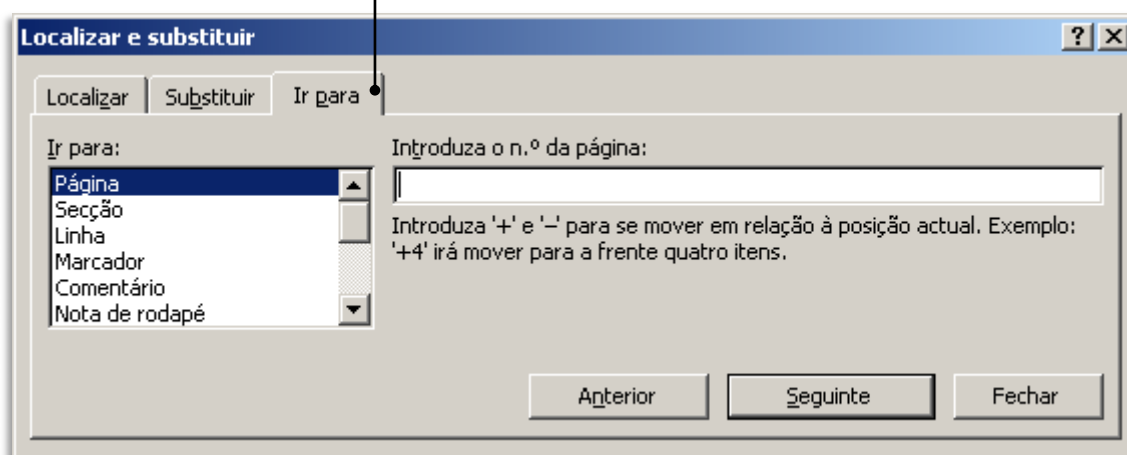 Localizar e substituir
Localizar Substituir Ir para
Ir para:
Página
Secção
Linha
Marcador
Comentário
Nota de rodapé
Introduza o n.º da página:
Introduza '+' e '–' para se mover em relação à posição actual. Exemplo:
'+4' irá mover para a frente quatro itens.
Anterior Seguinte Fechar